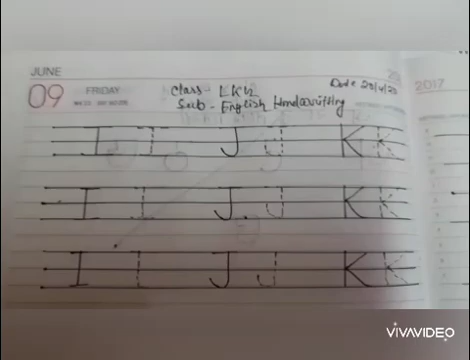 JUNE
2017
09 FRIDAY
Class - LKG
Date 29/4/20
Sub - English Handwriting
I I J J K K
I I J J K K
I I J J K K
VIVAVIDEO